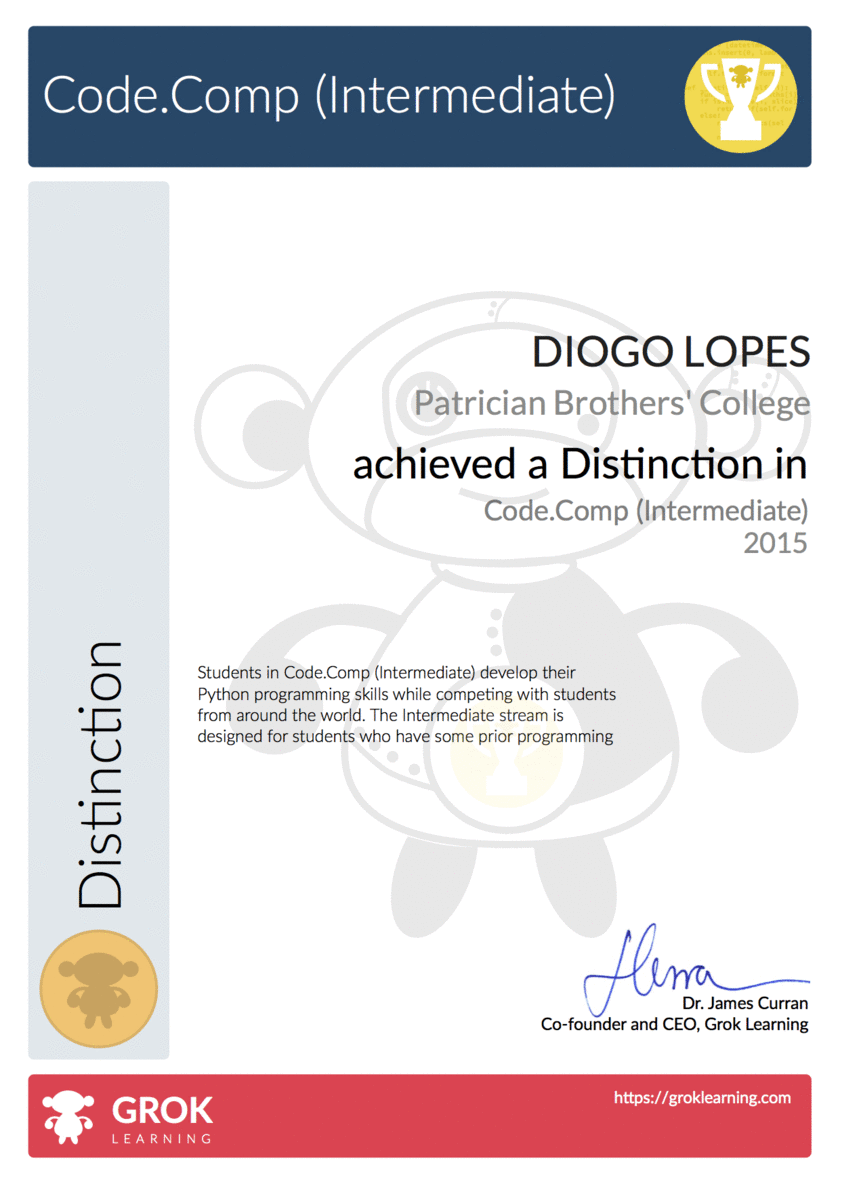 Code.Comp (Intermediate)
DIOGO LOPES
Patrician Brothers' College
achieved a Distinction in
Code.Comp (Intermediate)
2015
Students in Code.Comp (Intermediate) develop their
Python programming skills while competing with students
from around the world. The Intermediate stream is
designed for students who have some prior programming
Distinction
Dr. James Curran
Co-founder and CEO, Grok Learning
GROK
LEARNING
https://groklearning.com